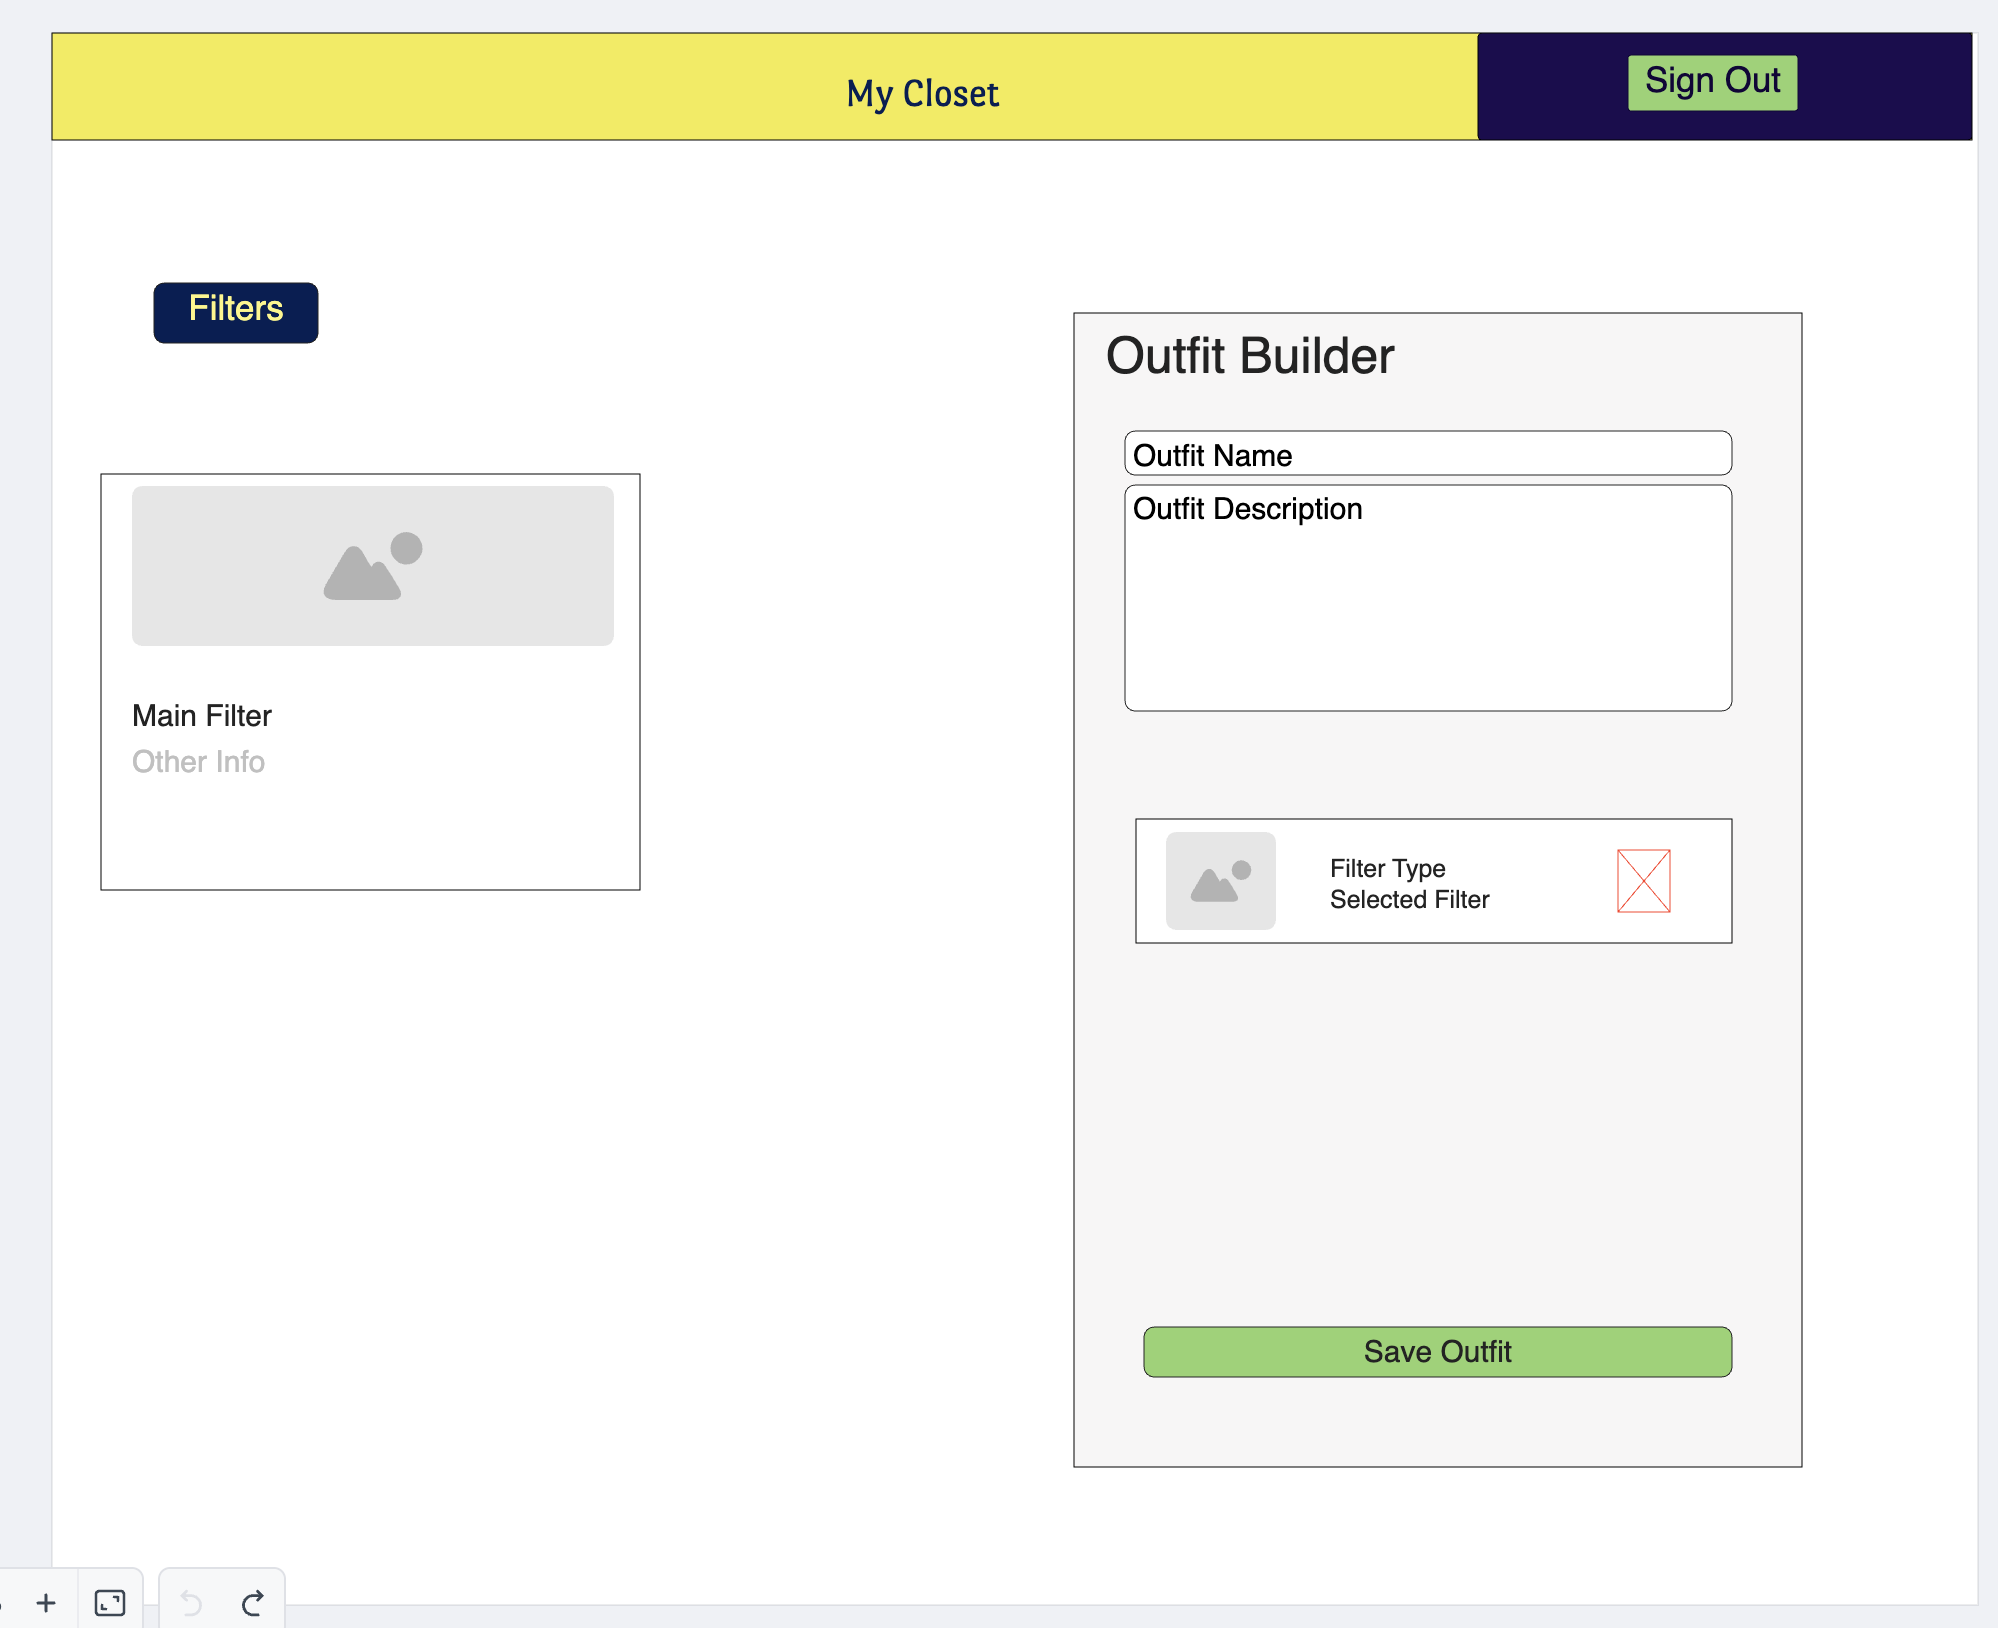 My Closet
Sign Out
Filters
Main Filter
Other Info
Outfit Builder
Outfit Name
Outfit Description
Filter Type
Selected Filter
Save Outfit